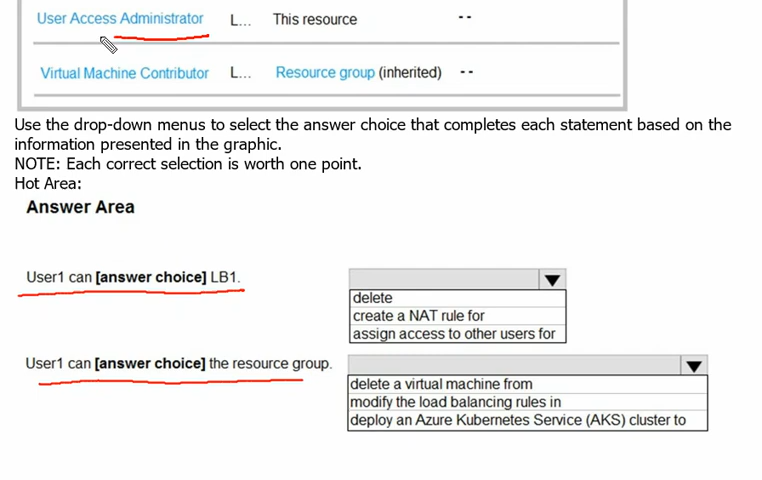 User Access Administrator L... This resource --
Virtual Machine Contributor L... Resource group (inherited) --
Use the drop-down menus to select the answer choice that completes each statement based on the
information presented in the graphic.
NOTE: Each correct selection is worth one point.
Hot Area:
Answer Area
User1 can [answer choice] LB1.
delete
create a NAT rule for
assign access to other users for
User1 can [answer choice] the resource group.
delete a virtual machine from
modify the load balancing rules in
deploy an Azure Kubernetes Service (AKS) cluster to